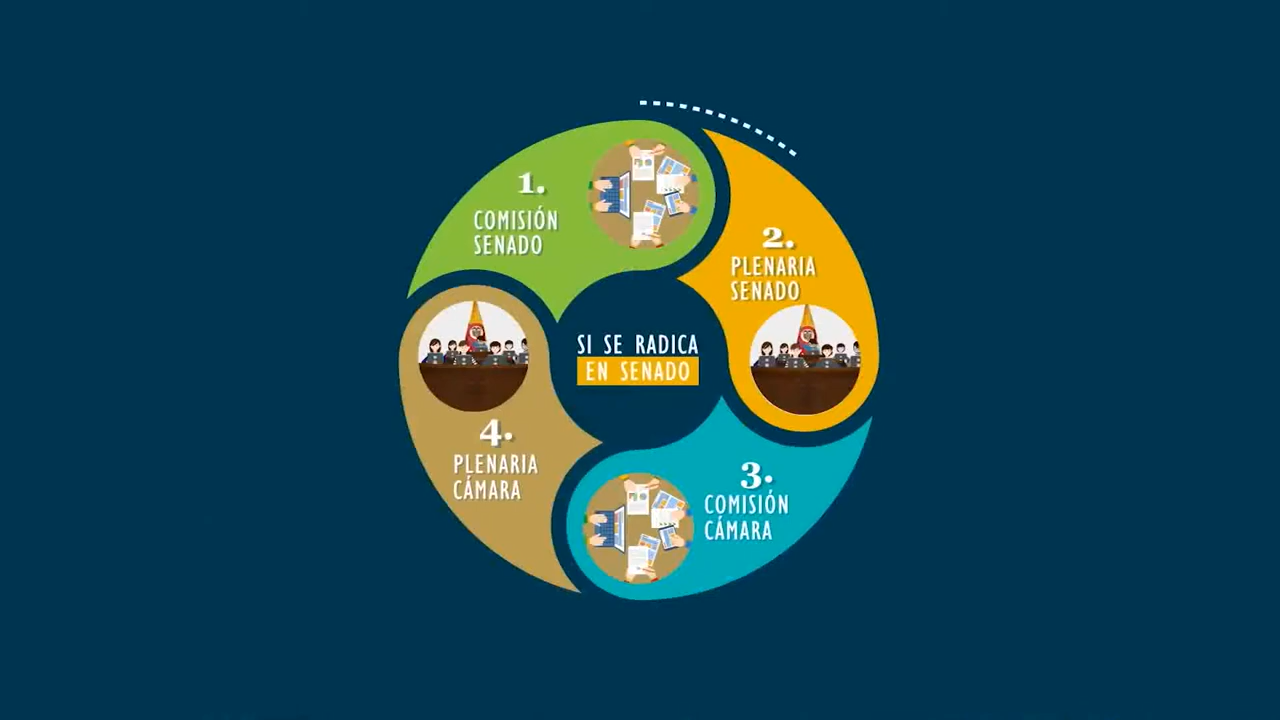 1.
COMISIÓN
SENADO
2.
PLENARIA
SENADO
SI SE RADICA
EN SENADO
3.
COMISIÓN
CÁMARA
4.
PLENARIA
CÁMARA